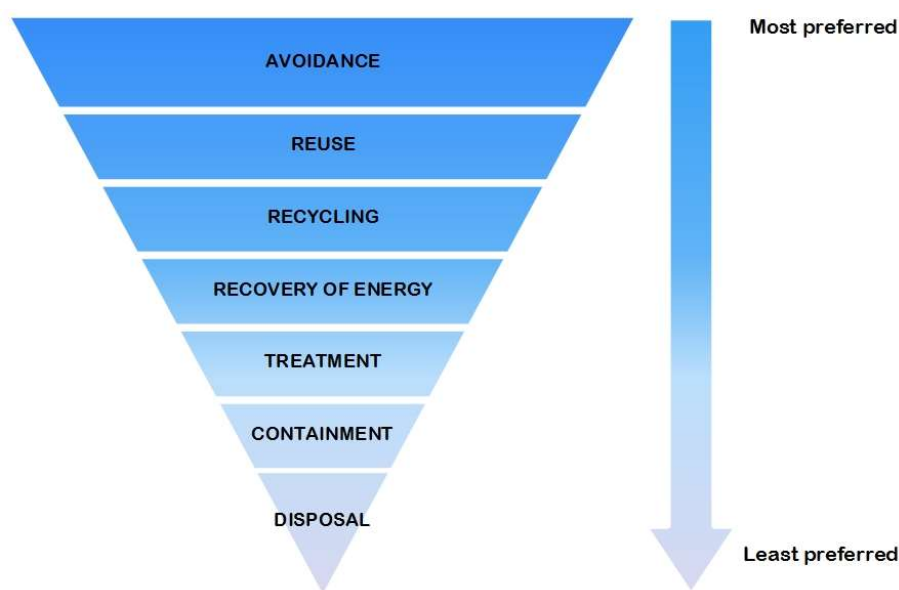 Most preferred
AVOIDANCE
REUSE
RECYCLING
RECOVERY OF ENERGY
TREATMENT
CONTAINMENT
DISPOSAL
Least preferred